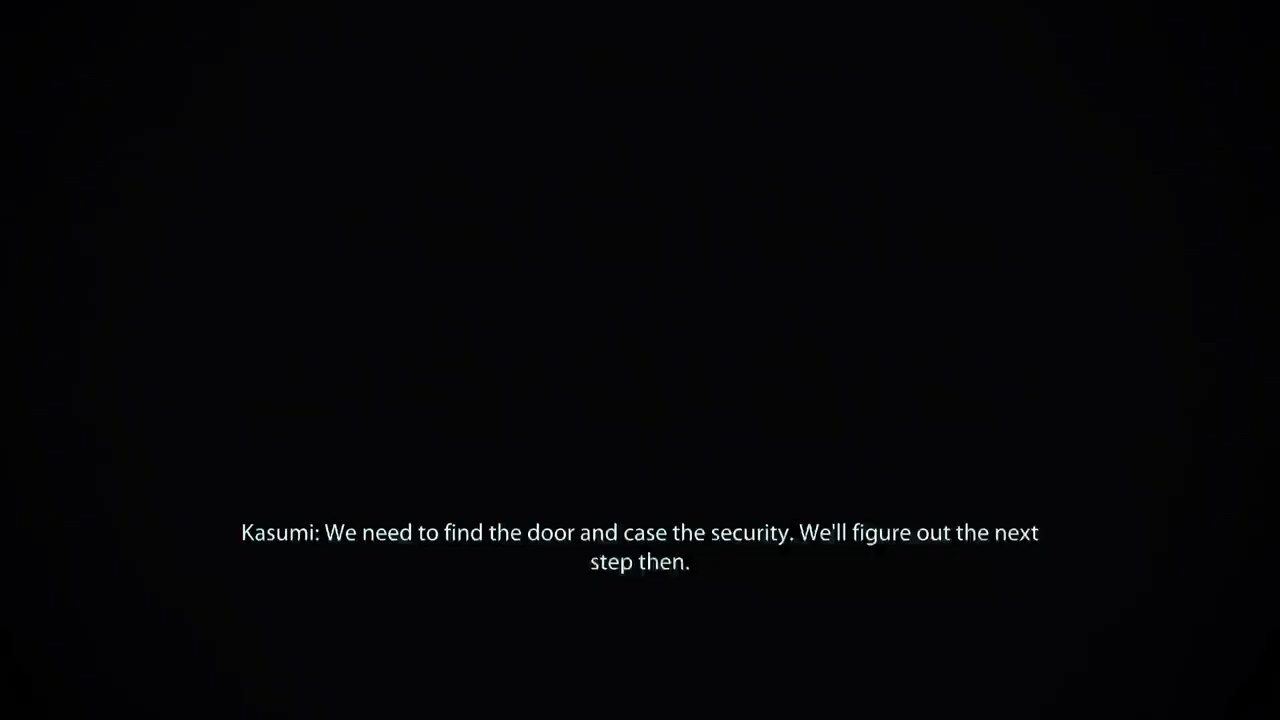 Kasumi: We need to find the door and case the security. We'll figure out the next
step then.